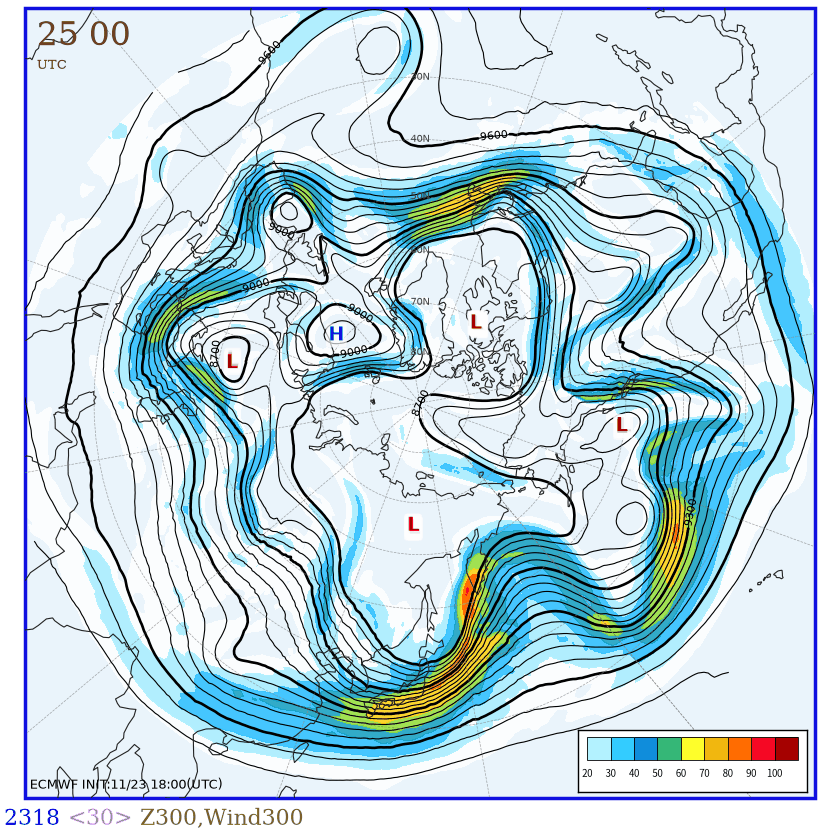 25 00
UTC
9600
30N
40N
9600
50N
9000
60N
9000
70N
9000
L
H
8700
L
9000
80N
8700
L
9300
L
ECMWF INIT:11/23 18:00(UTC)
20 30 40 50 60 70 80 90 100
2318 <30> Z300,Wind300